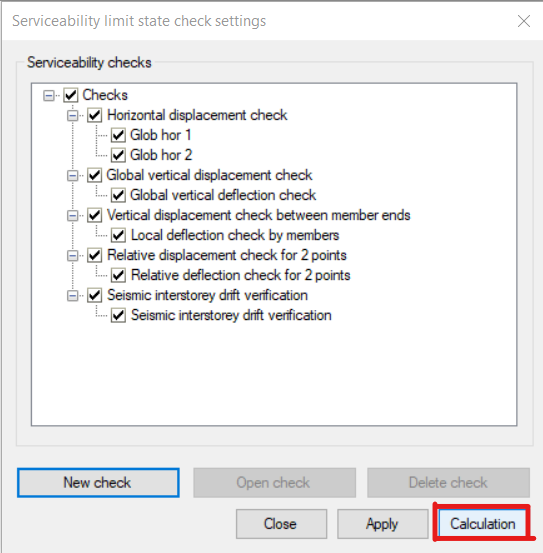 Serviceability limit state check settings
Serviceability checks
Checks
Horizontal displacement check
Glob hor 1
Glob hor 2
Global vertical displacement check
Global vertical deflection check
Vertical displacement check between member ends
Local deflection check by members
Relative displacement check for 2 points
Relative deflection check for 2 points
Seismic interstorey drift verification
Seismic interstorey drift verification
New check Open check Delete check
Close Apply Calculation